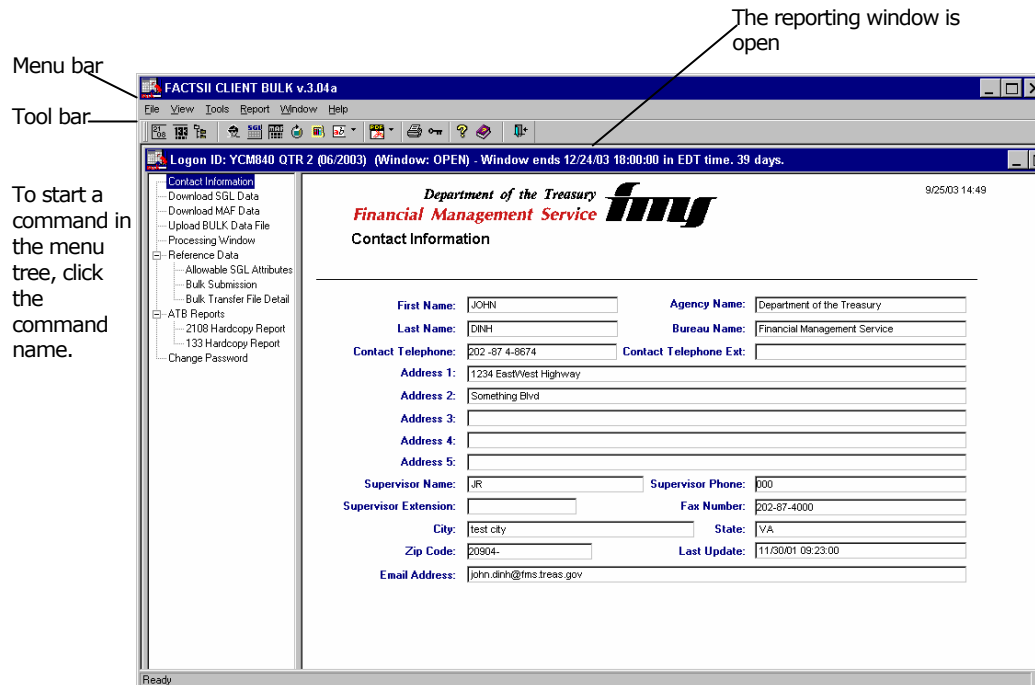 The reporting window is
open
Menu bar
FACTSII CLIENT BULK v.3.04a
File View Tools Report Window Help
Tool bar
Logon ID: YCM840 QTR 2 (06/2003) (Window: OPEN) - Window ends 12/24/03 18:00:00 in EDT time. 39 days.
To start a
command in
the menu
tree, click
the
command
name.
Contact Information
Download SGL Data
Download MAF Data
Upload BULK Data File
Processing Window
Reference Data
Allowable SGL Attributes
Bulk Submission
Bulk Transfer File Detail
ATB Reports
2108 Hardcopy Report
133 Hardcopy Report
Change Password
Department of the Treasury
Financial Management Service
fms
9/25/03 14:49
Contact Information
First Name: JOHN Agency Name: Department of the Treasury
Last Name: DINH Bureau Name: Financial Management Service
Contact Telephone: 202 -87 4-8674 Contact Telephone Ext:
Address 1: 1234 EastWest Highway
Address 2: Something Blvd
Address 3:
Address 4:
Address 5:
Supervisor Name: JR Supervisor Phone: 000
Supervisor Extension: Fax Number: 202-87-4000
City: test city State: VA
Zip Code: 20904- Last Update: 11/30/01 09:23:00
Email Address: john.dinh@fms.treas.gov
Ready